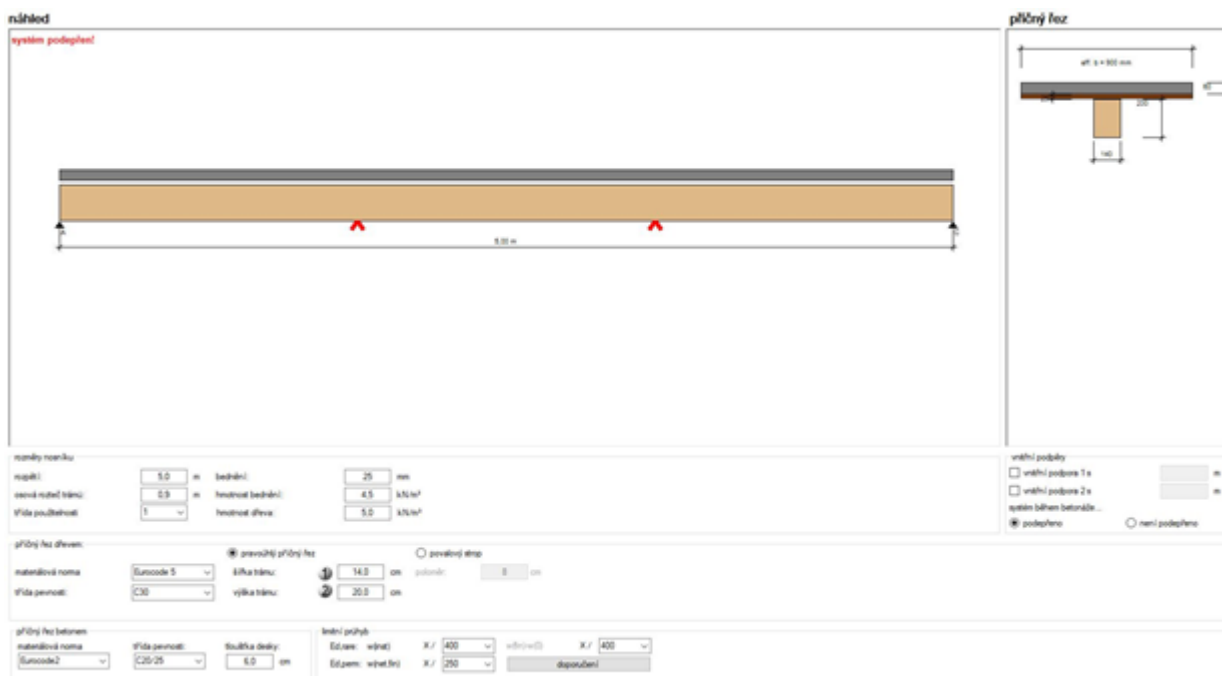 náhled
příčný řez
systém podepřen!
eff. b = 900 mm
200
140
5,00 m
rozměry nosníku
rozpětí: 5,0 m bednění: 25 mm
osová rozteč trámů: 0,9 m hmotnost bednění: 4,5 kN/m³
třída použitelnosti 1 hmotnost dřeva: 5,0 kN/m³
vnitřní podpěry
vnitřní podpora 1 s m
vnitřní podpora 2 s m
systém během betonáže...
podepřeno není podepřeno
příčný řez dřevem:
pravoúhlý příčný řez povalový strop
materiálová norma Eurocode 5 šířka trámu: 1 14,0 cm poloměr: 8 cm
třída pevnosti: C30 výška trámu: 2 20,0 cm
příčný řez betonem
materiálová norma třída pevnosti: tloušťka desky:
Eurocode2 C20/25 6,0 cm
limitní průhyb
Ed,rare: w(inst) X / 400 X / 400
Ed,perm: w(net,fin) X / 250 doporučení